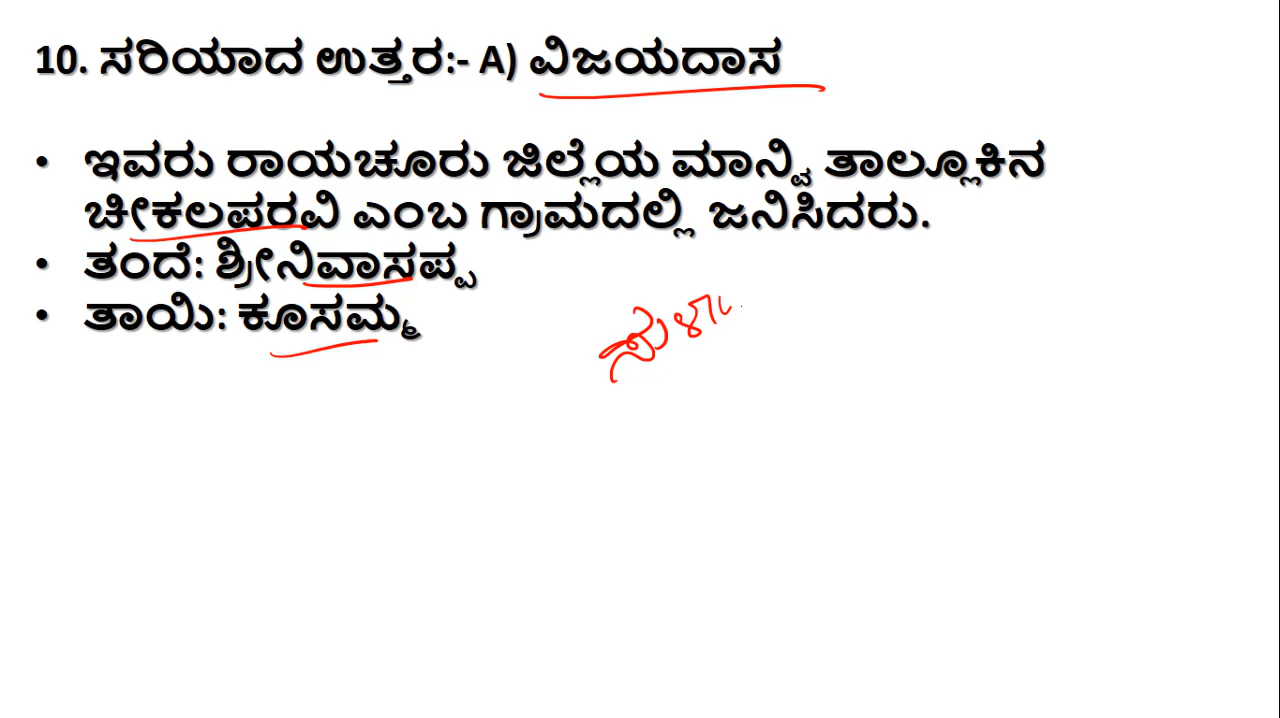 10. ಸರಿಯಾದ ಉತ್ತರ:- A) ವಿಜಯದಾಸ
• ಇವರು ರಾಯಚೂರು ಜಿಲ್ಲೆಯ ಮಾನ್ವಿ ತಾಲ್ಲೂಕಿನ
ಚೀಕಲಪರವಿ ಎಂಬ ಗ್ರಾಮದಲ್ಲಿ ಜನಿಸಿದರು.
• ತಂದೆ: ಶ್ರೀನಿವಾಸಪ್ಪ
• ತಾಯಿ: ಕೂಸಮ್ಮ